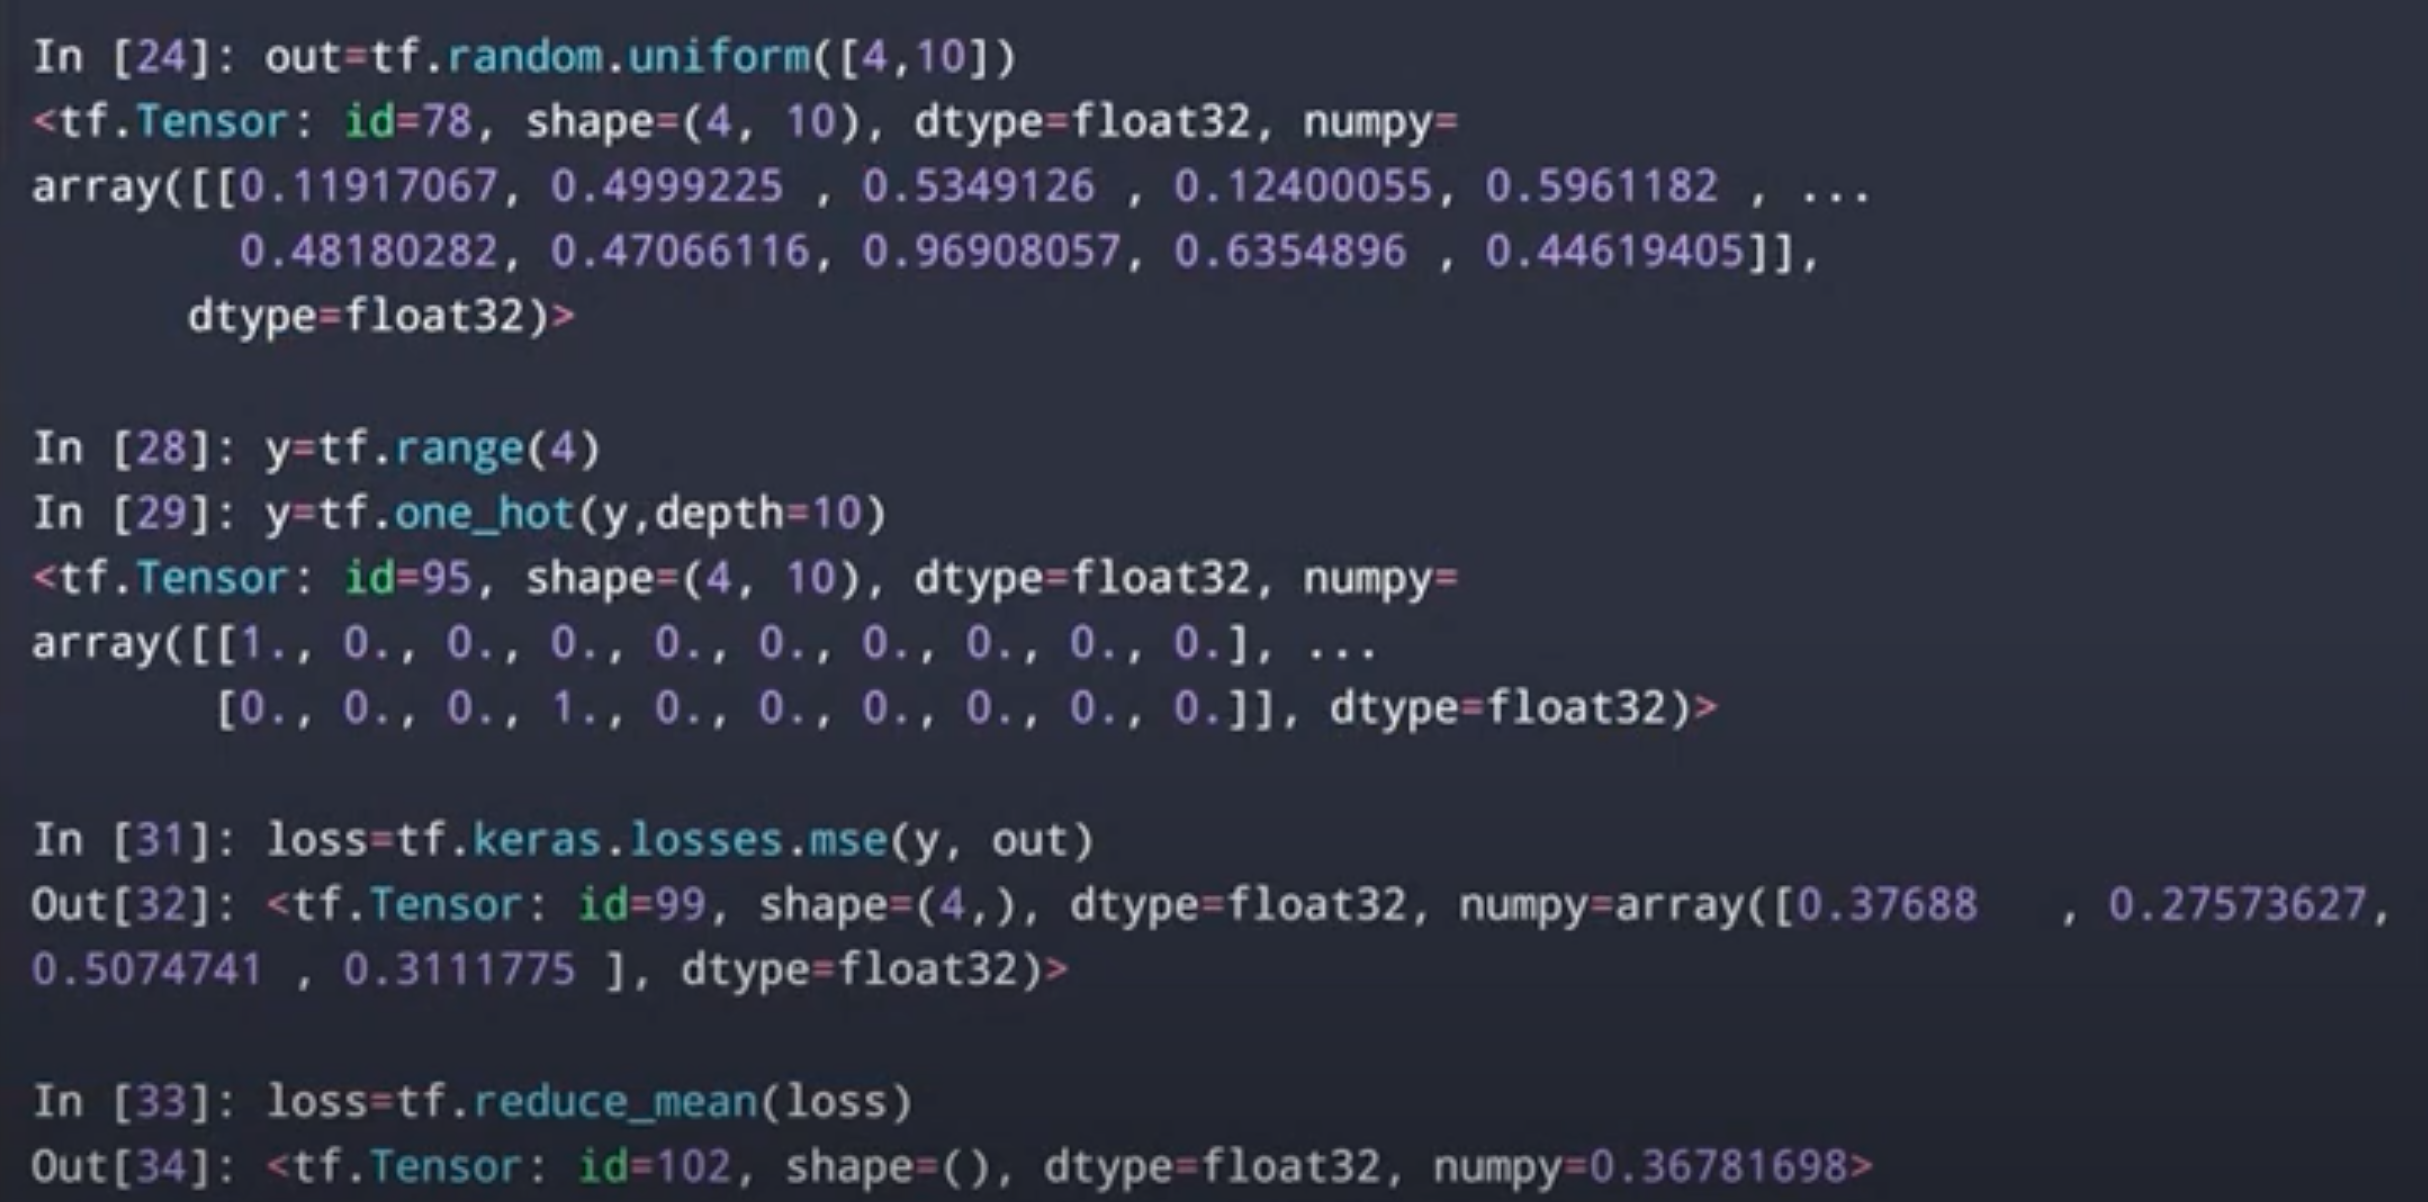 In [24]: out=tf.random.uniform([4,10])
<tf.Tensor: id=78, shape=(4, 10), dtype=float32, numpy=
array([[0.11917067, 0.4999225 , 0.5349126 , 0.12400055, 0.5961182 , ...
        0.48180282, 0.47066116, 0.96908057, 0.6354896 , 0.44619405]],
      dtype=float32)>
In [28]: y=tf.range(4)
In [29]: y=tf.one_hot(y,depth=10)
<tf.Tensor: id=95, shape=(4, 10), dtype=float32, numpy=
array([[1., 0., 0., 0., 0., 0., 0., 0., 0., 0.], ...
       [0., 0., 0., 1., 0., 0., 0., 0., 0., 0.]], dtype=float32)>
In [31]: loss=tf.keras.losses.mse(y, out)
Out[32]: <tf.Tensor: id=99, shape=(4,), dtype=float32, numpy=array([0.37688   , 0.27573627,
0.5074741 , 0.3111775 ], dtype=float32)>
In [33]: loss=tf.reduce_mean(loss)
Out[34]: <tf.Tensor: id=102, shape=(), dtype=float32, numpy=0.36781698>